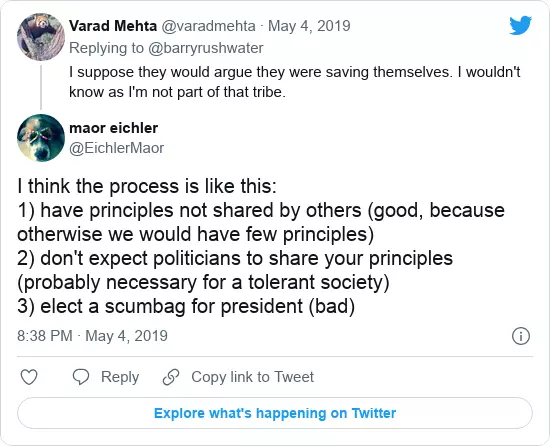 Varad Mehta @varadmehta · May 4, 2019
Replying to @barryrushwater
I suppose they would argue they were saving themselves. I wouldn't
know as I'm not part of that tribe.
maor eichler
@EichlerMaor
I think the process is like this:
1) have principles not shared by others (good, because
otherwise we would have few principles)
2) don't expect politicians to share your principles
(probably necessary for a tolerant society)
3) elect a scumbag for president (bad)
8:38 PM · May 4, 2019
Reply
Copy link to Tweet
Explore what's happening on Twitter